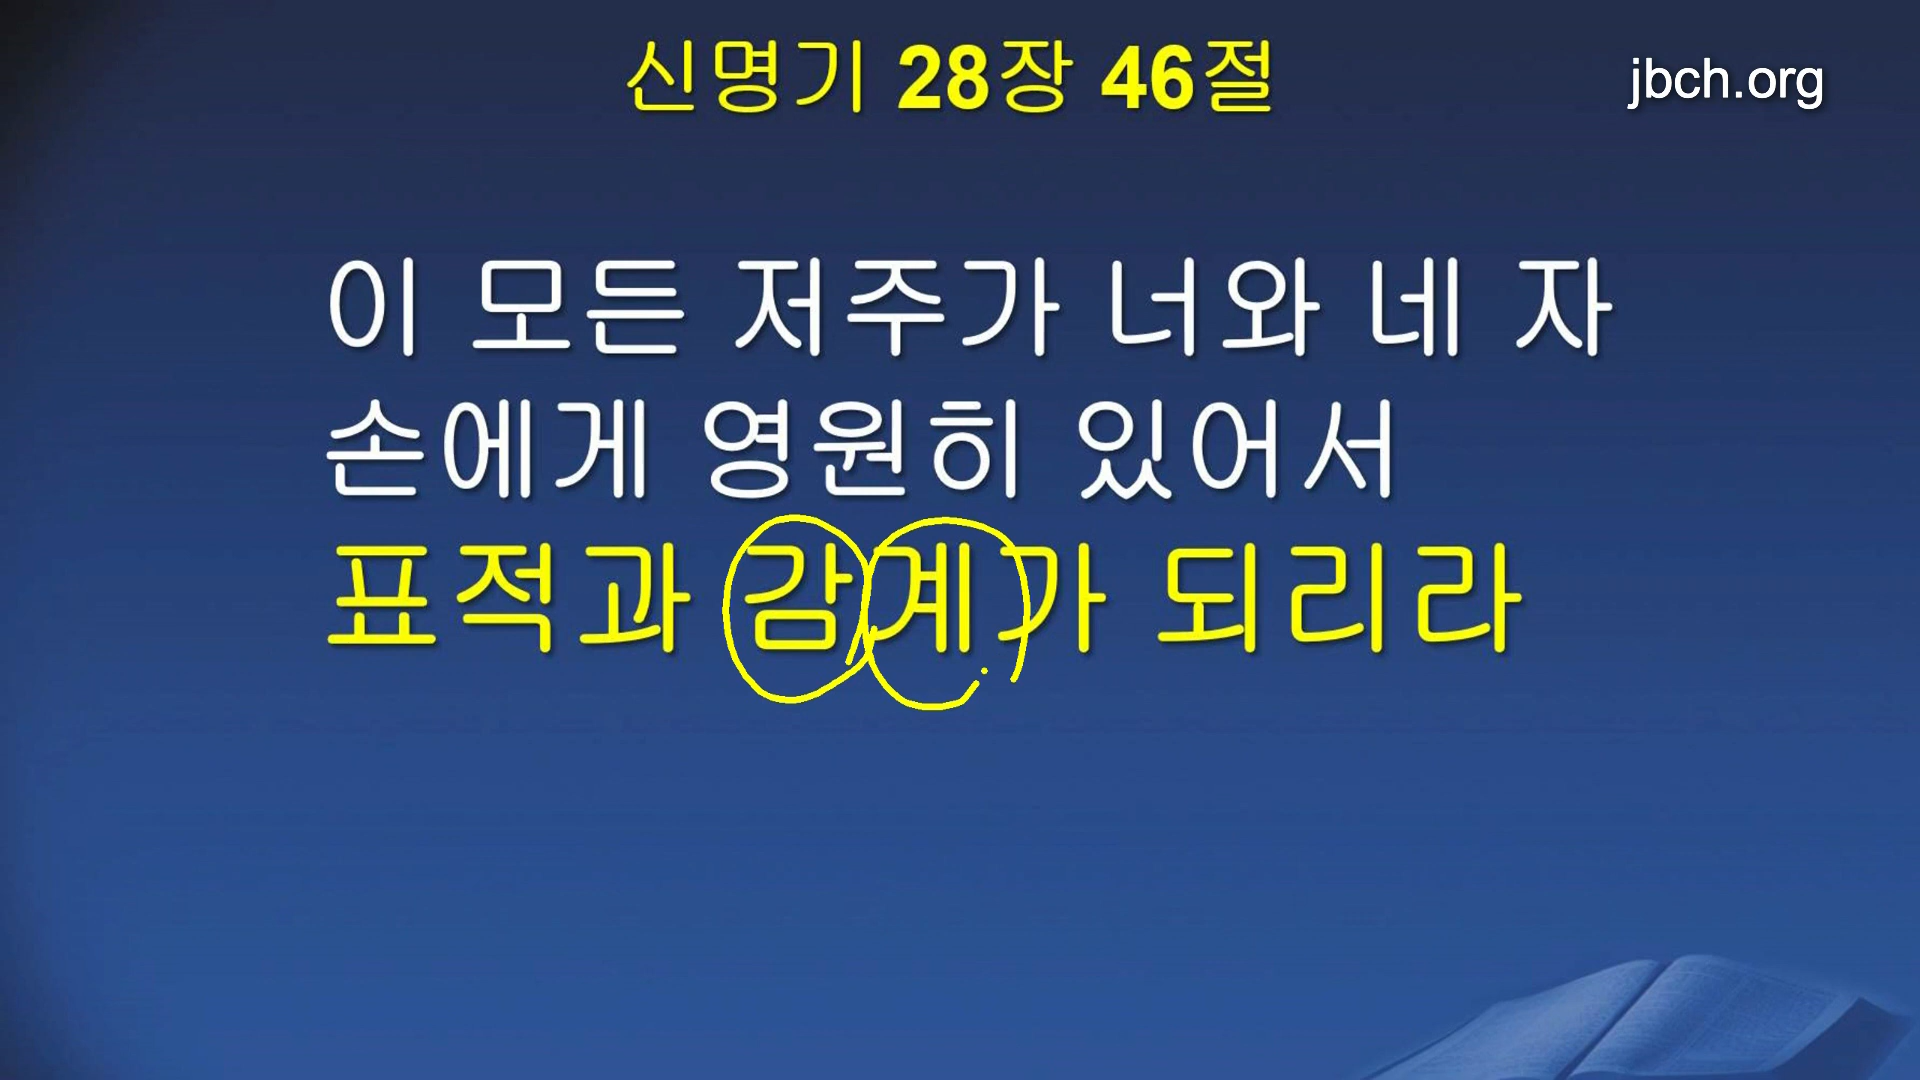 신명기 28장 46절
jbch.org
이 모든 저주가 너와 네 자
손에게 영원히 있어서
표적과 감계가 되리라